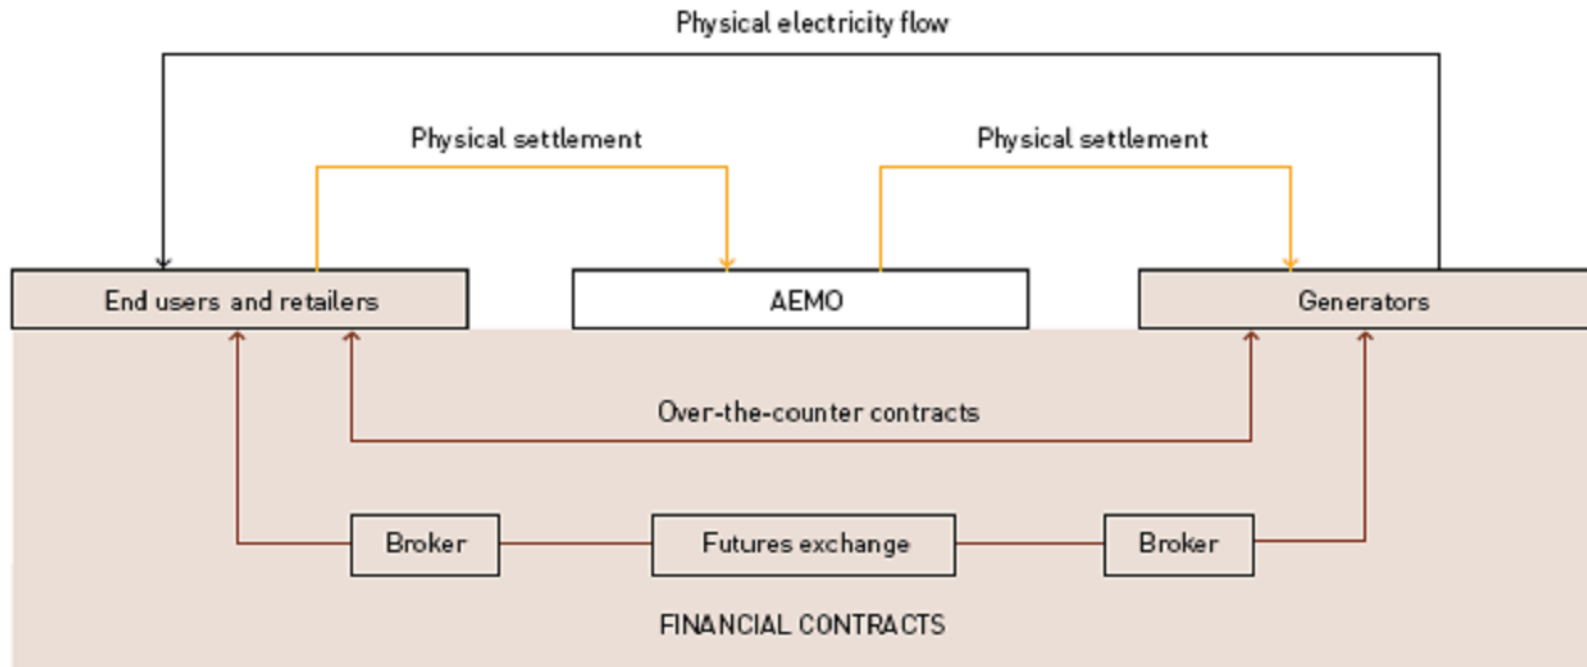 Physical electricity flow
Physical settlement
Physical settlement
End users and retailers
AEMO
Generators
Over-the-counter contracts
Broker
Futures exchange
Broker
FINANCIAL CONTRACTS